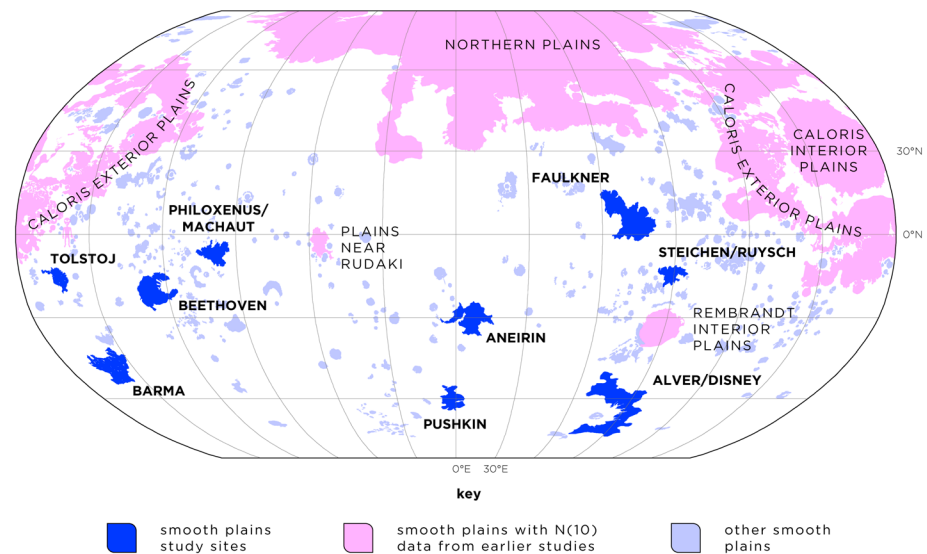 NORTHERN PLAINS
CALORIS EXTERIOR PLAINS
CALORIS EXTERIOR PLAINS
CALORIS
INTERIOR
PLAINS
30°N
FAULKNER
PHILOXENUS/
MACHAUT
PLAINS
NEAR
RUDAKI
0°N
TOLSTOJ
STEICHEN/RUYSCH
BEETHOVEN
REMBRANDT
INTERIOR
PLAINS
ANEIRIN
ALVER/DISNEY
BARMA
PUSHKIN
0°E 30°E
key
smooth plains
study sites
smooth plains with N(10)
data from earlier studies
other smooth
plains